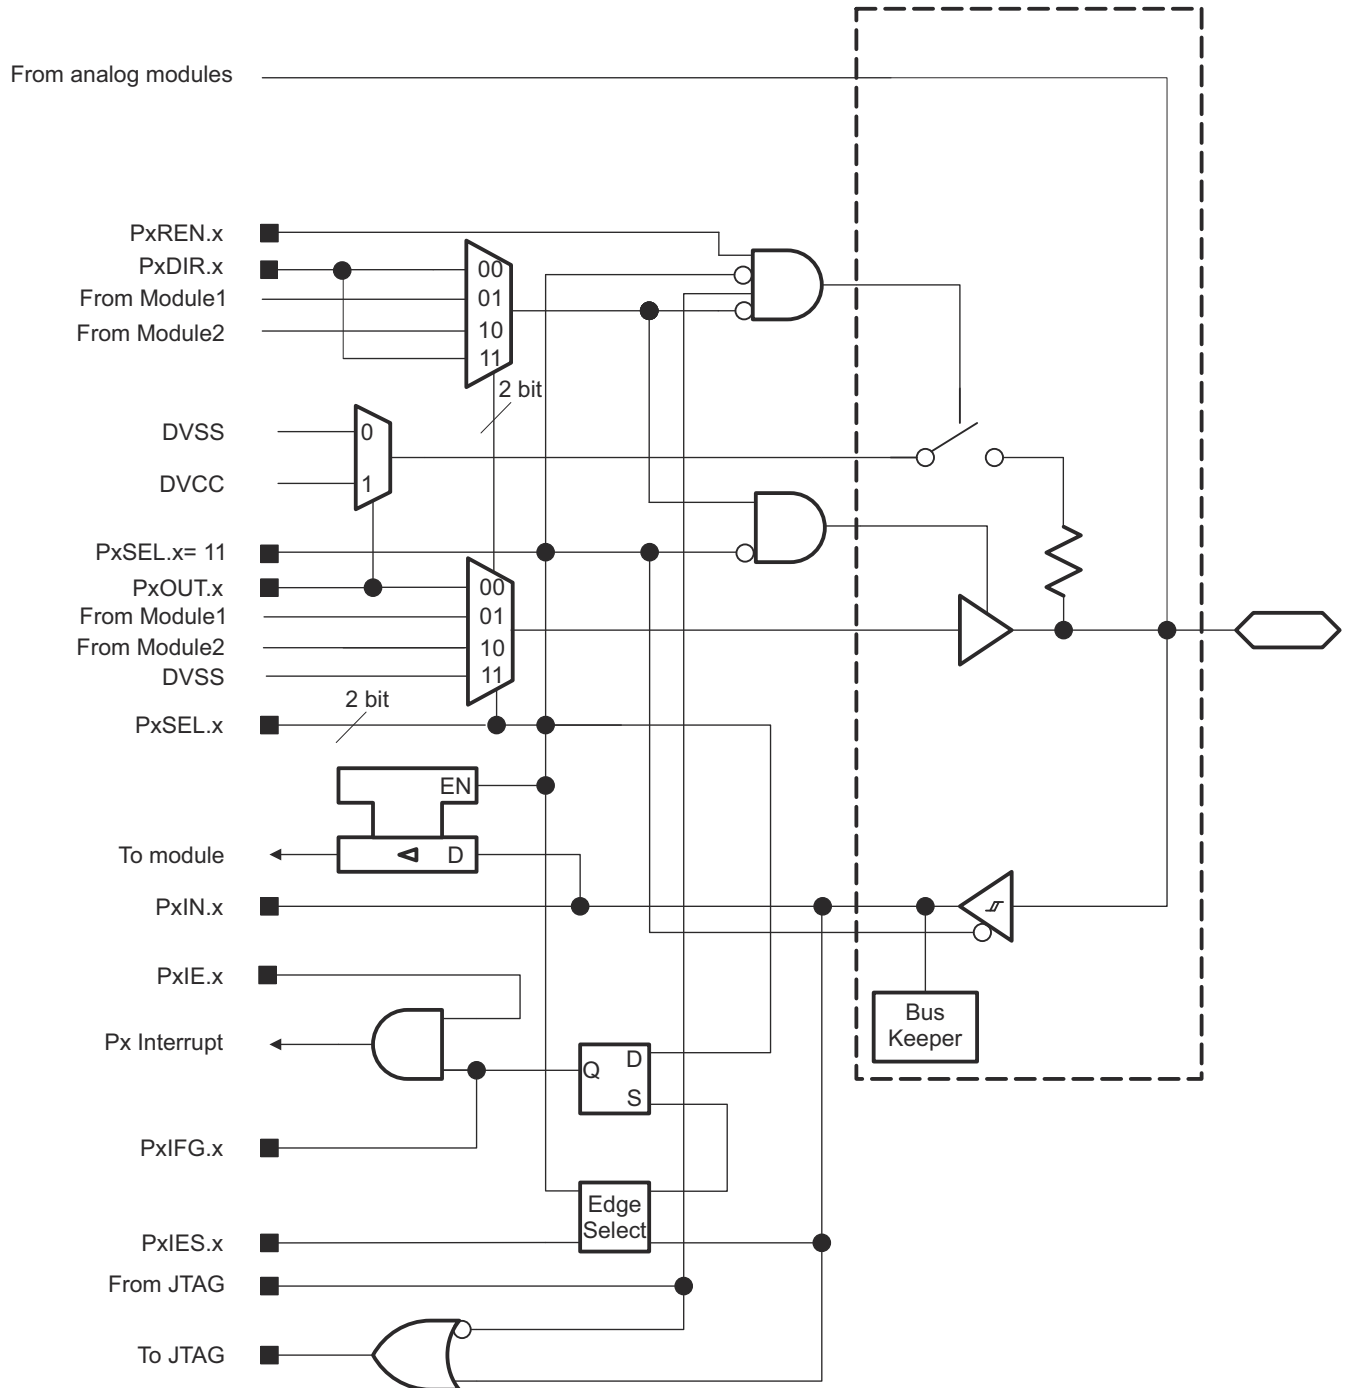 From analog modules
PxREN.x
PxDIR.x
From Module1
From Module2
00
01
10
11
2 bit
DVSS
DVCC
0
1
PxSEL.x= 11
PxOUT.x
From Module1
From Module2
DVSS
00
01
10
11
2 bit
PxSEL.x
EN
To module
D
PxIN.x
PxIE.x
Bus
Keeper
Px Interrupt
Q
D
S
PxIFG.x
Edge
Select
PxIES.x
From JTAG
To JTAG